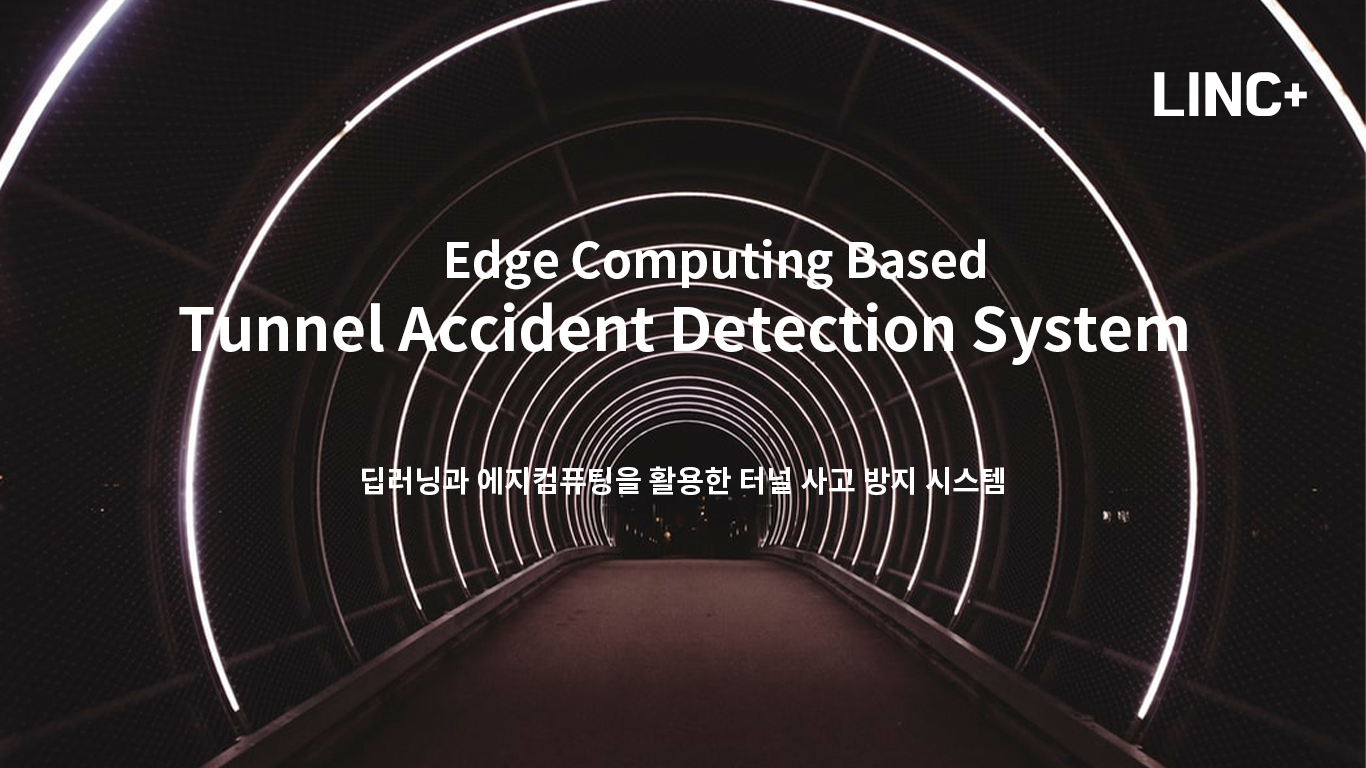 LINC+
Edge Computing Based
Tunnel Accident Detection System
딥러닝과 에지컴퓨팅을 활용한 터널 사고 방지 시스템